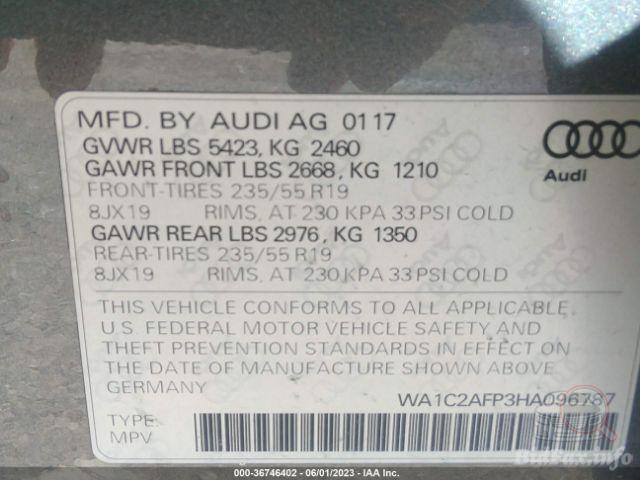 MFD. BY AUDI AG 01 17
GVWR LBS 5423, KG 2460
GAWR FRONT LBS 2668, KG 1210
FRONT-TIRES 235/55 R19
8JX19 RIMS, AT 230 KPA 33 PSI COLD
GAWR REAR LBS 2976, KG 1350
REAR-TIRES 235/55 R19
8JX19 RIMS, AT 230 KPA 33 PSI COLD
Audi
THIS VEHICLE CONFORMS TO ALL APPLICABLE
U.S. FEDERAL MOTOR VEHICLE SAFETY AND
THEFT PREVENTION STANDARDS IN EFFECT ON
THE DATE OF MANUFACTURE SHOWN ABOVE.
GERMANY
WA1C2AFP3HA096787
TYPE:
MPV
BidFax.info
000-36746402 - 06/01/2023 - IAA Inc.